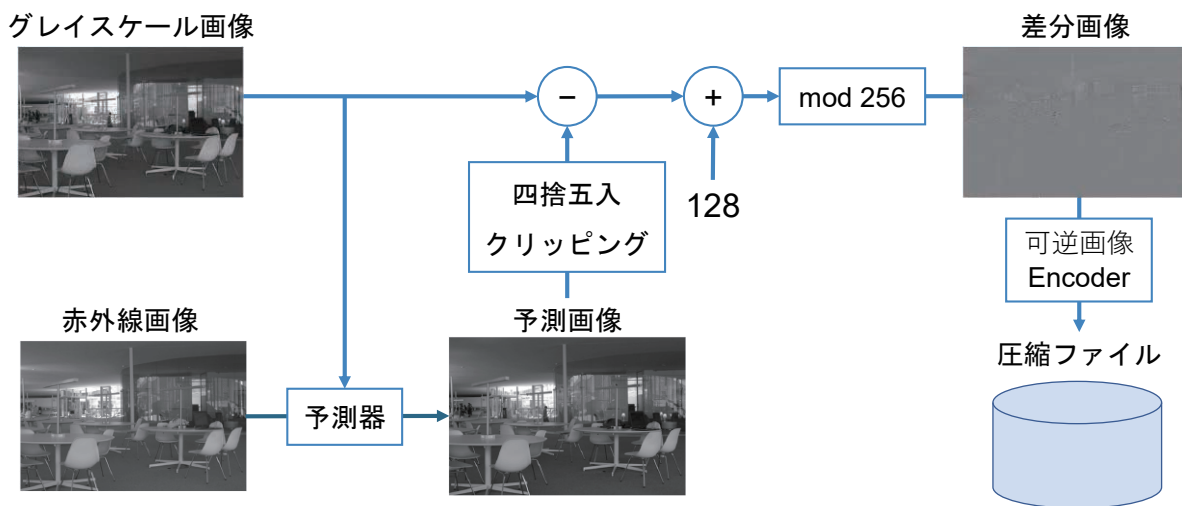 グレイスケール画像
差分画像
−
+
mod 256
四捨五入
クリッピング
128
可逆画像
Encoder
赤外線画像
予測画像
圧縮ファイル
予測器